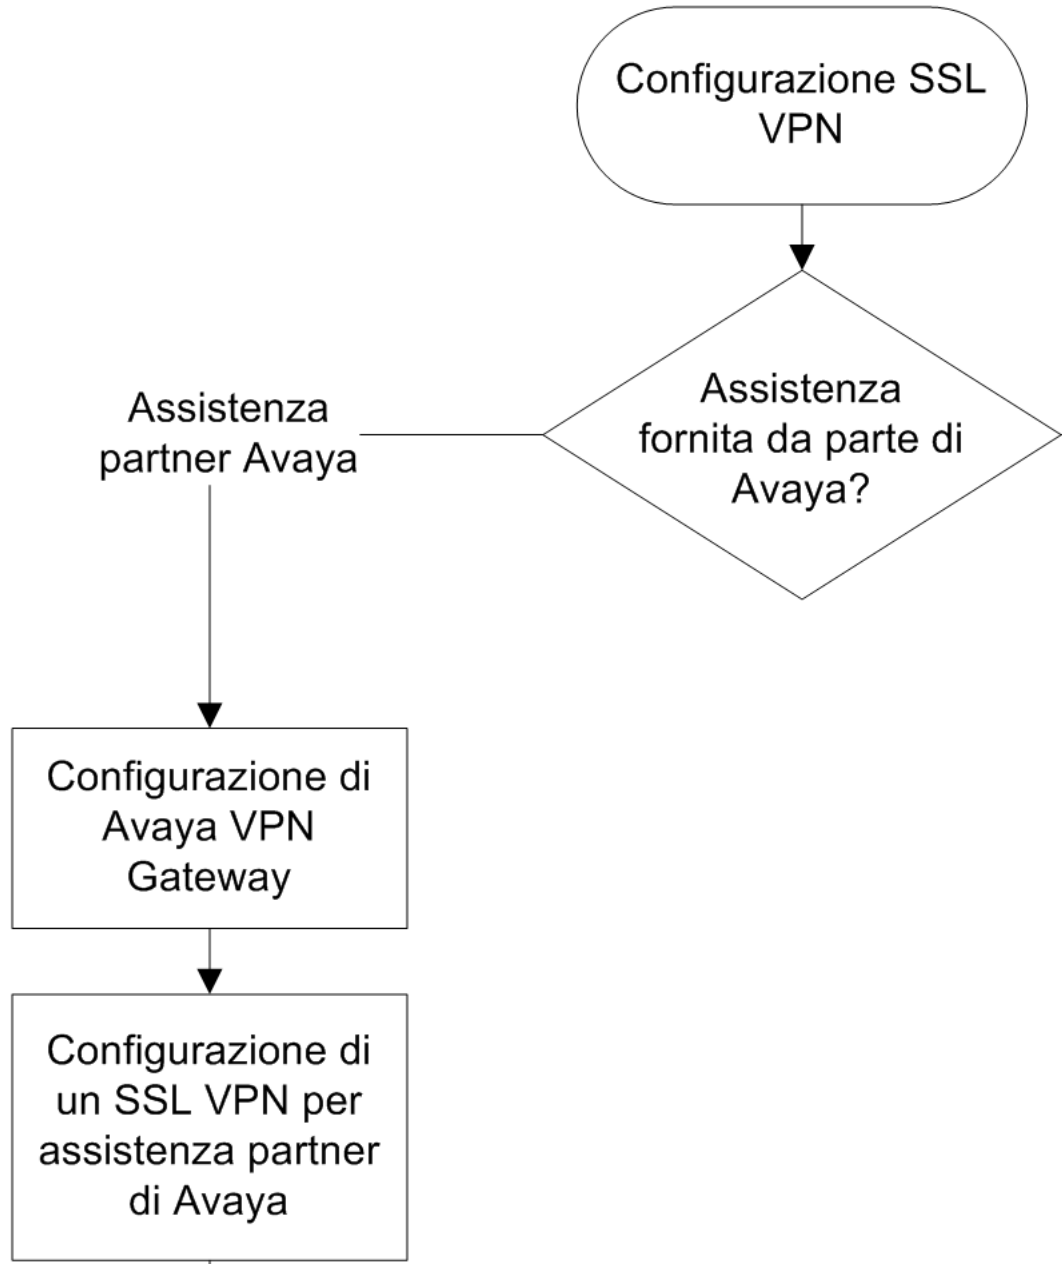 Configurazione SSL
VPN
Assistenza
fornita da parte di
Avaya?
Assistenza
partner Avaya
Configurazione di
Avaya VPN
Gateway
Configurazione di
un SSL VPN per
assistenza partner
di Avaya